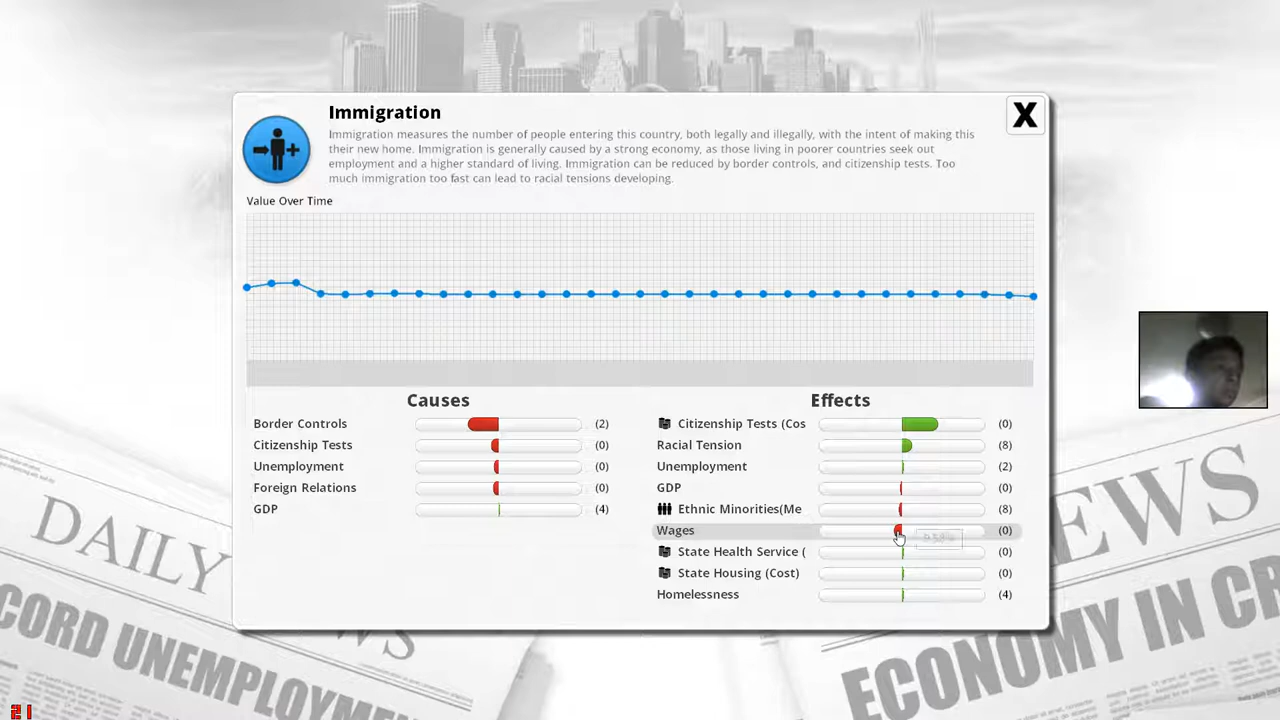 Immigration
X
Immigration measures the number of people entering this country, both legally and illegally, with the intent of making this
their new home. Immigration is generally caused by a strong economy, as those living in poorer countries seek out
employment and a higher standard of living. Immigration can be reduced by border controls, and citizenship tests. Too
much immigration too fast can lead to racial tensions developing.
Value Over Time
Causes
Border Controls (2)
Citizenship Tests (0)
Unemployment (0)
Foreign Relations (0)
GDP (4)
Effects
Citizenship Tests (Cos (0)
Racial Tension (8)
Unemployment (2)
GDP (0)
Ethnic Minorities(Me (8)
Wages (0)
State Health Service ( (0)
State Housing (Cost) (0)
Homelessness (4)
DAILY
NEWS
CORD UNEMPLOYM
ECONOMY IN CR
21